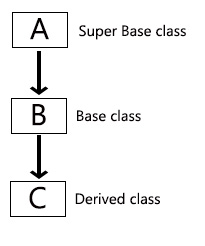 A Super Base class
B Base class
C Derived class